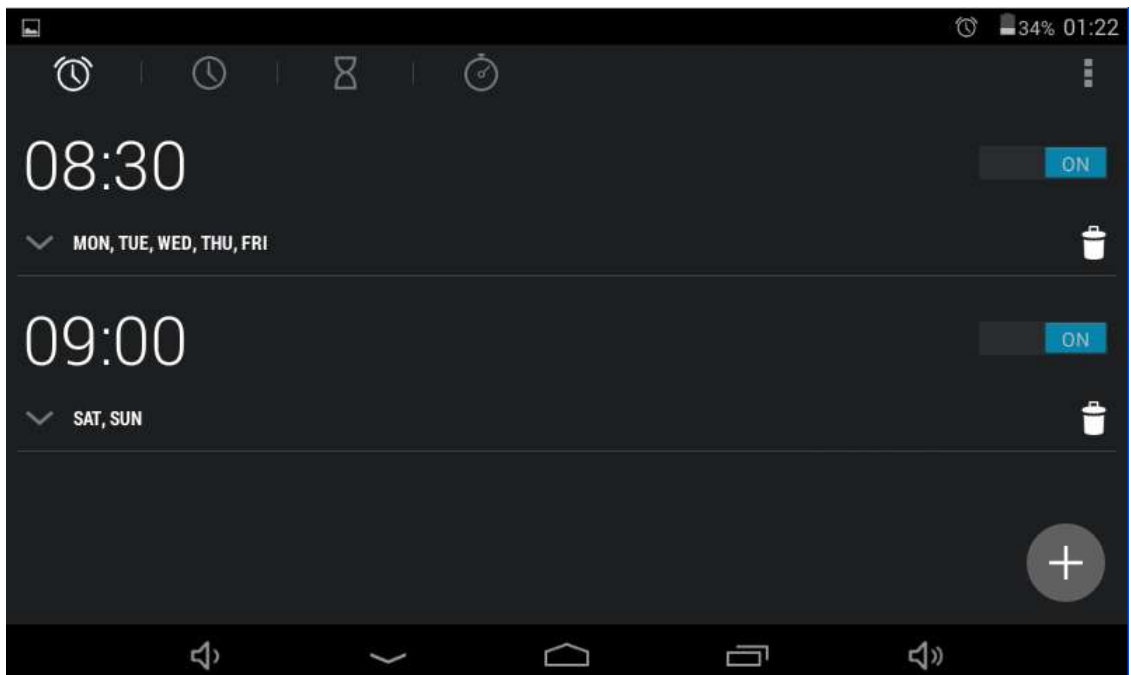 34% 01:22
08:30
ON
MON, TUE, WED, THU, FRI
09:00
ON
SAT, SUN